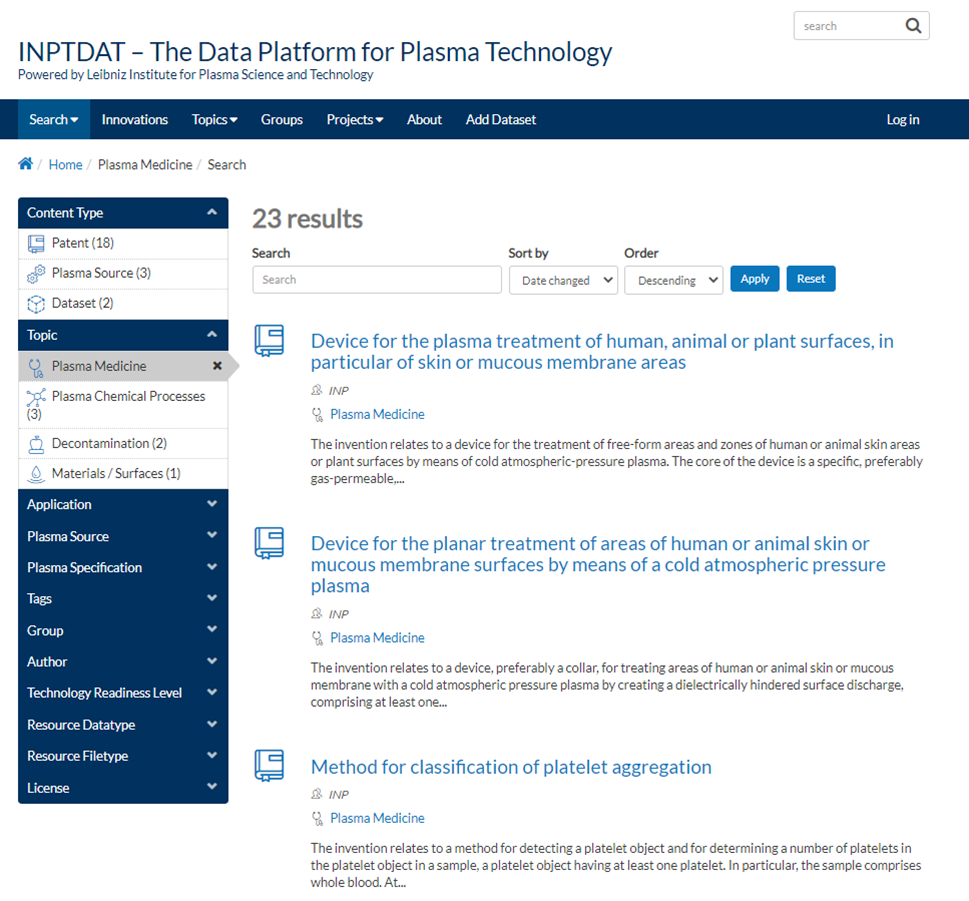 search
INPTDAT – The Data Platform for Plasma Technology
Powered by Leibniz Institute for Plasma Science and Technology
Search Innovations Topics Groups Projects About Add Dataset Log in
/ Home / Plasma Medicine / Search
Content Type
Patent (18)
Plasma Source (3)
Dataset (2)
Topic
Plasma Medicine
Plasma Chemical Processes
(3)
Decontamination (2)
Materials / Surfaces (1)
Application
Plasma Source
Plasma Specification
Tags
Group
Author
Technology Readiness Level
Resource Datatype
Resource Filetype
License
23 results
Search Sort by Order
Search Date changed Descending Apply Reset
Device for the plasma treatment of human, animal or plant surfaces, in
particular of skin or mucous membrane areas
INP
Plasma Medicine
The invention relates to a device for the treatment of free-form areas and zones of human or animal skin areas
or plant surfaces by means of cold atmospheric-pressure plasma. The core of the device is a specific, preferably
gas-permeable,...
Device for the planar treatment of areas of human or animal skin or
mucous membrane surfaces by means of a cold atmospheric pressure
plasma
INP
Plasma Medicine
The invention relates to a device, preferably a collar, for treating areas of human or animal skin or mucous
membrane with a cold atmospheric pressure plasma by creating a dielectrically hindered surface discharge,
comprising at least one...
Method for classification of platelet aggregation
INP
Plasma Medicine
The invention relates to a method for detecting a platelet object and for determining a number of platelets in
the platelet object in a sample, a platelet object having at least one platelet. In particular, the sample comprises
whole blood. At...